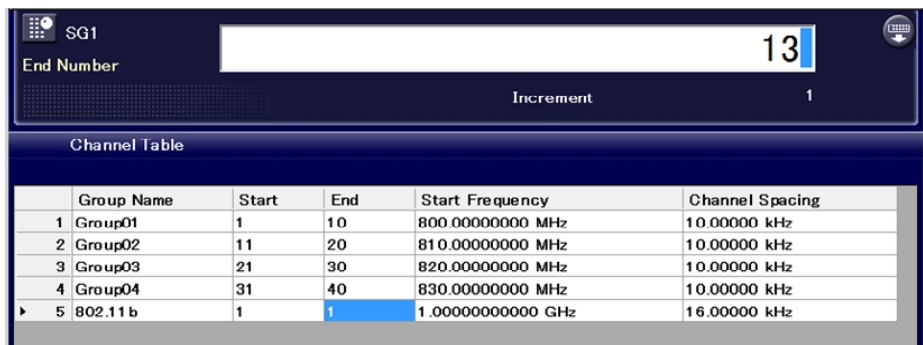 SG1
13
End Number
Increment 1
Channel Table
Group Name Start End Start Frequency Channel Spacing
1 Group01 1 10 800.00000000 MHz 10.00000 kHz
2 Group02 11 20 810.00000000 MHz 10.00000 kHz
3 Group03 21 30 820.00000000 MHz 10.00000 kHz
4 Group04 31 40 830.00000000 MHz 10.00000 kHz
5 802.11b 1 1 1.00000000000 GHz 16.00000 kHz